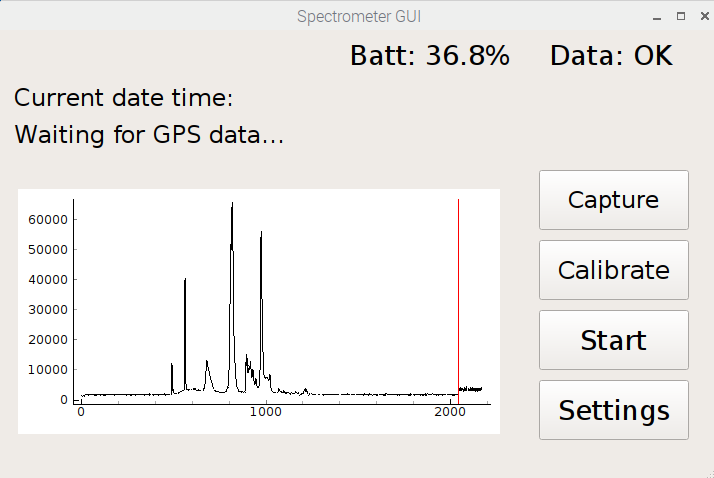 Spectrometer GUI
Batt: 36.8% Data: OK
Current date time:
Waiting for GPS data...
Capture
Calibrate
Start
Settings
60000
50000
40000
30000
20000
10000
0
0 1000 2000